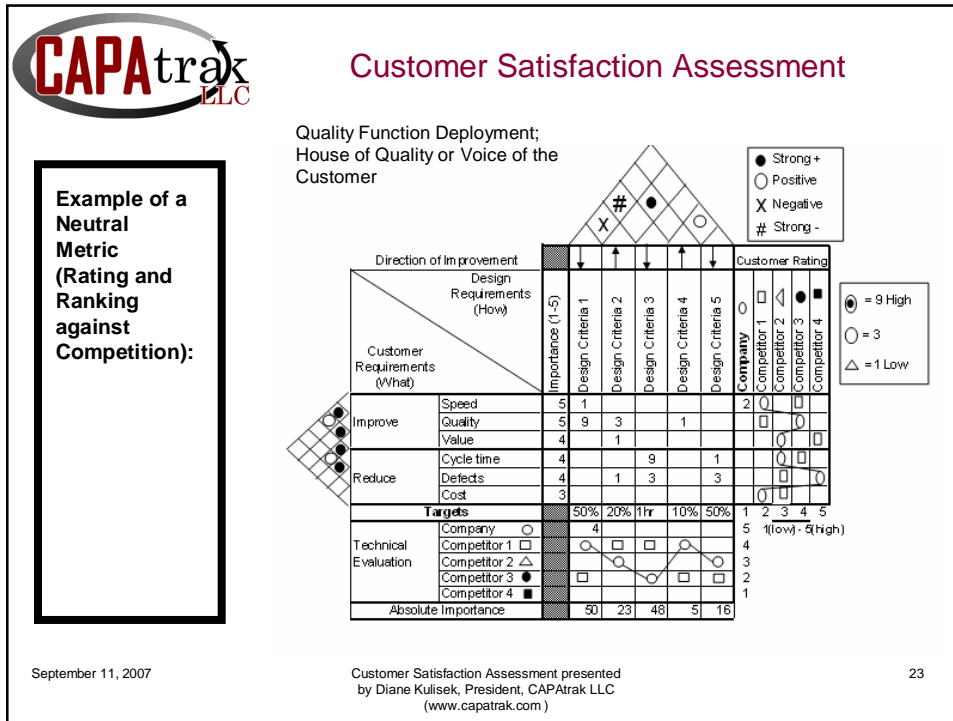 CAPAtrak
LLC
Customer Satisfaction Assessment
Quality Function Deployment;
House of Quality or Voice of the
Customer
Example of a
Neutral
Metric
(Rating and
Ranking
against
Competition):
Strong +
Positive
X Negative
# Strong -
#
X
Direction of Improvement
Customer Rating
Design
Requirements
(How)
Customer
Requirements
(What)
Importance (1-5)
Design Criteria 1
Design Criteria 2
Design Criteria 3
Design Criteria 4
Design Criteria 5
Company
Competitor 1
Competitor 2
Competitor 3
Competitor 4
= 9 High
= 3
= 1 Low
Improve
Speed 5 1 2
Quality 5 9 3 1
Value 4 1
Reduce
Cycle time 4 9 1
Defects 4 1 3 3
Cost 3
Targets 50% 20% 1hr 10% 50% 1 2 3 4 5
1(low) - 5(high)
Technical
Evaluation
Company 4 5
Competitor 1 4
Competitor 2 3
Competitor 3 2
Competitor 4 1
Absolute Importance 50 23 48 5 16
September 11, 2007
Customer Satisfaction Assessment presented
by Diane Kulisek, President, CAPAtrak LLC
(www.capatrak.com )
23